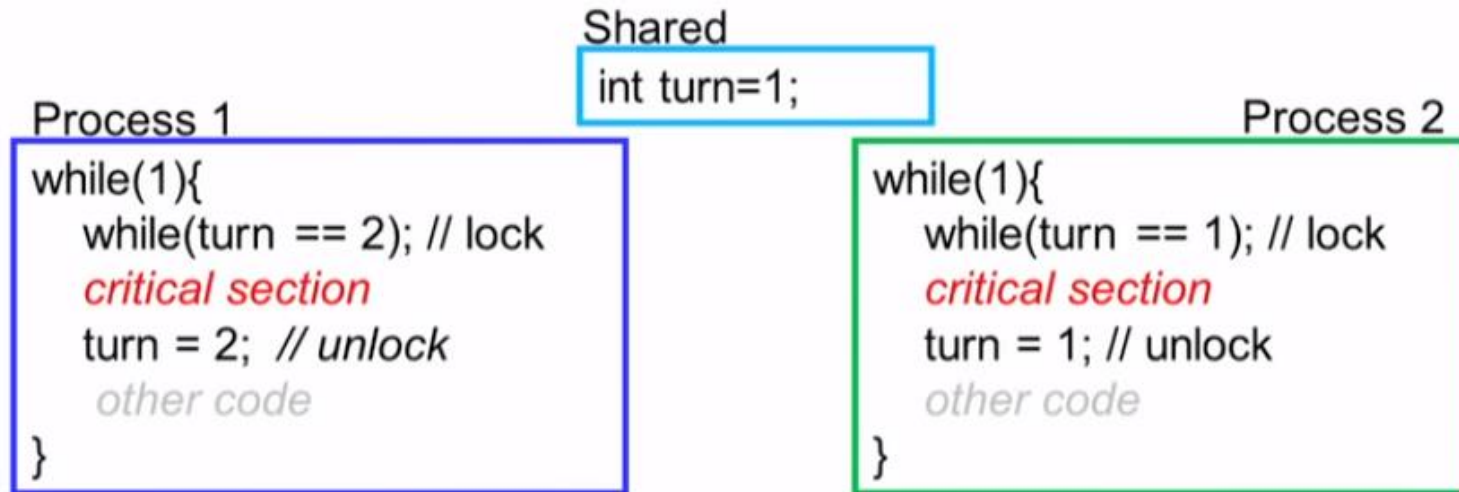 Shared
int turn=1;
Process 1
while(1){
while(turn == 2); // lock
critical section
turn = 2; // unlock
other code
}
Process 2
while(1){
while(turn == 1); // lock
critical section
turn = 1; // unlock
other code
}